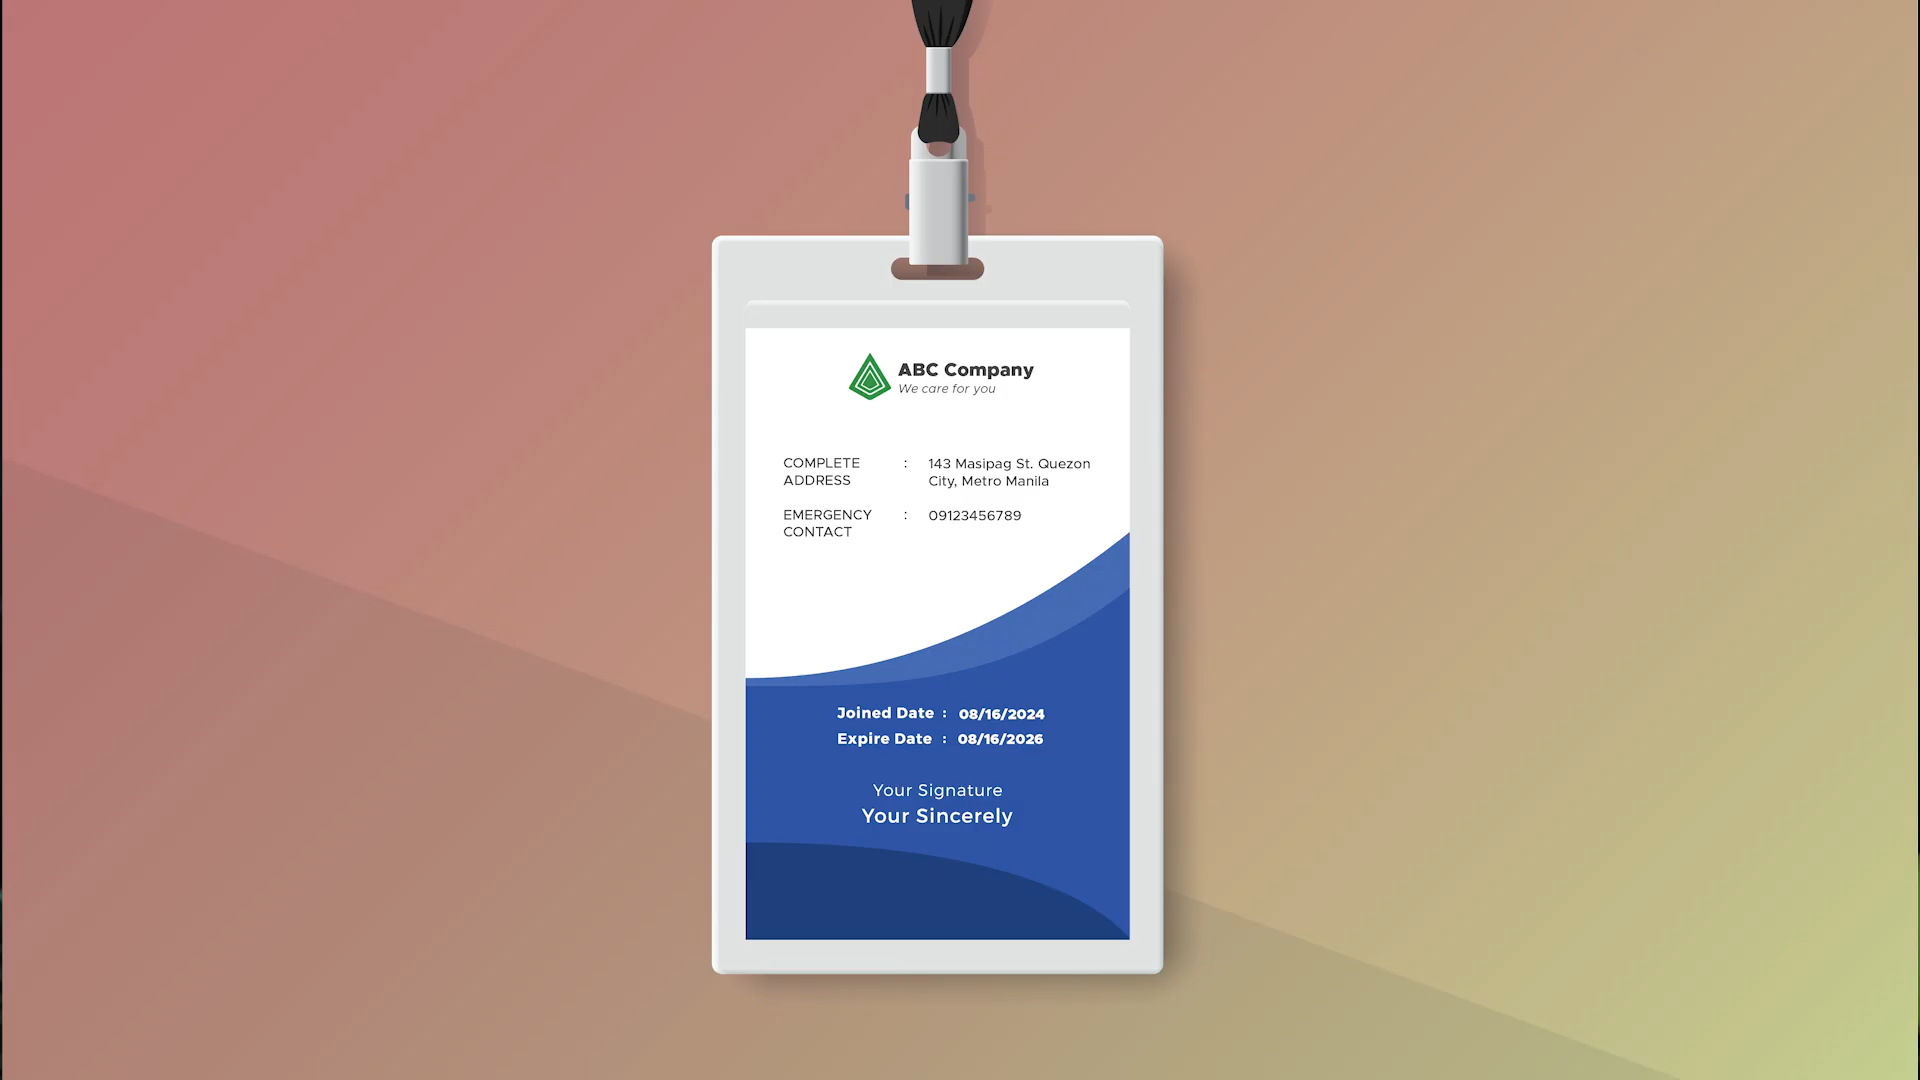 ABC Company
We care for you
COMPLETE ADDRESS : 143 Masipag St. Quezon City, Metro Manila
EMERGENCY CONTACT : 09123456789
Joined Date : 08/16/2024
Expire Date : 08/16/2026
Your Signature
Your Sincerely